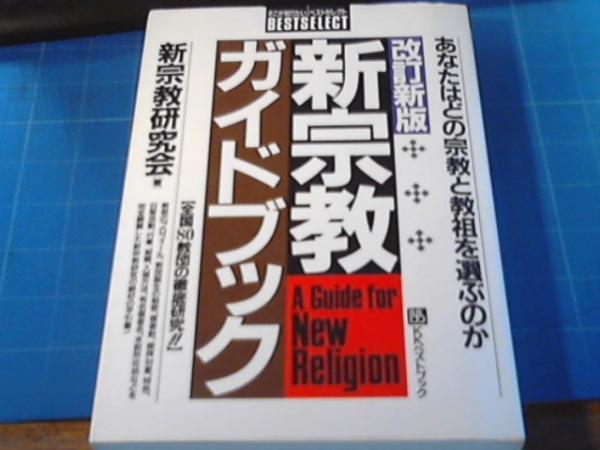 BESTSELECT
あなたはどの宗教と教祖を選ぶのか
改訂新版
新宗教
ガイドブック
A Guide for
New
Religion
新宗教研究会
【全国80教団の徹底研究!!】
KKベストブック